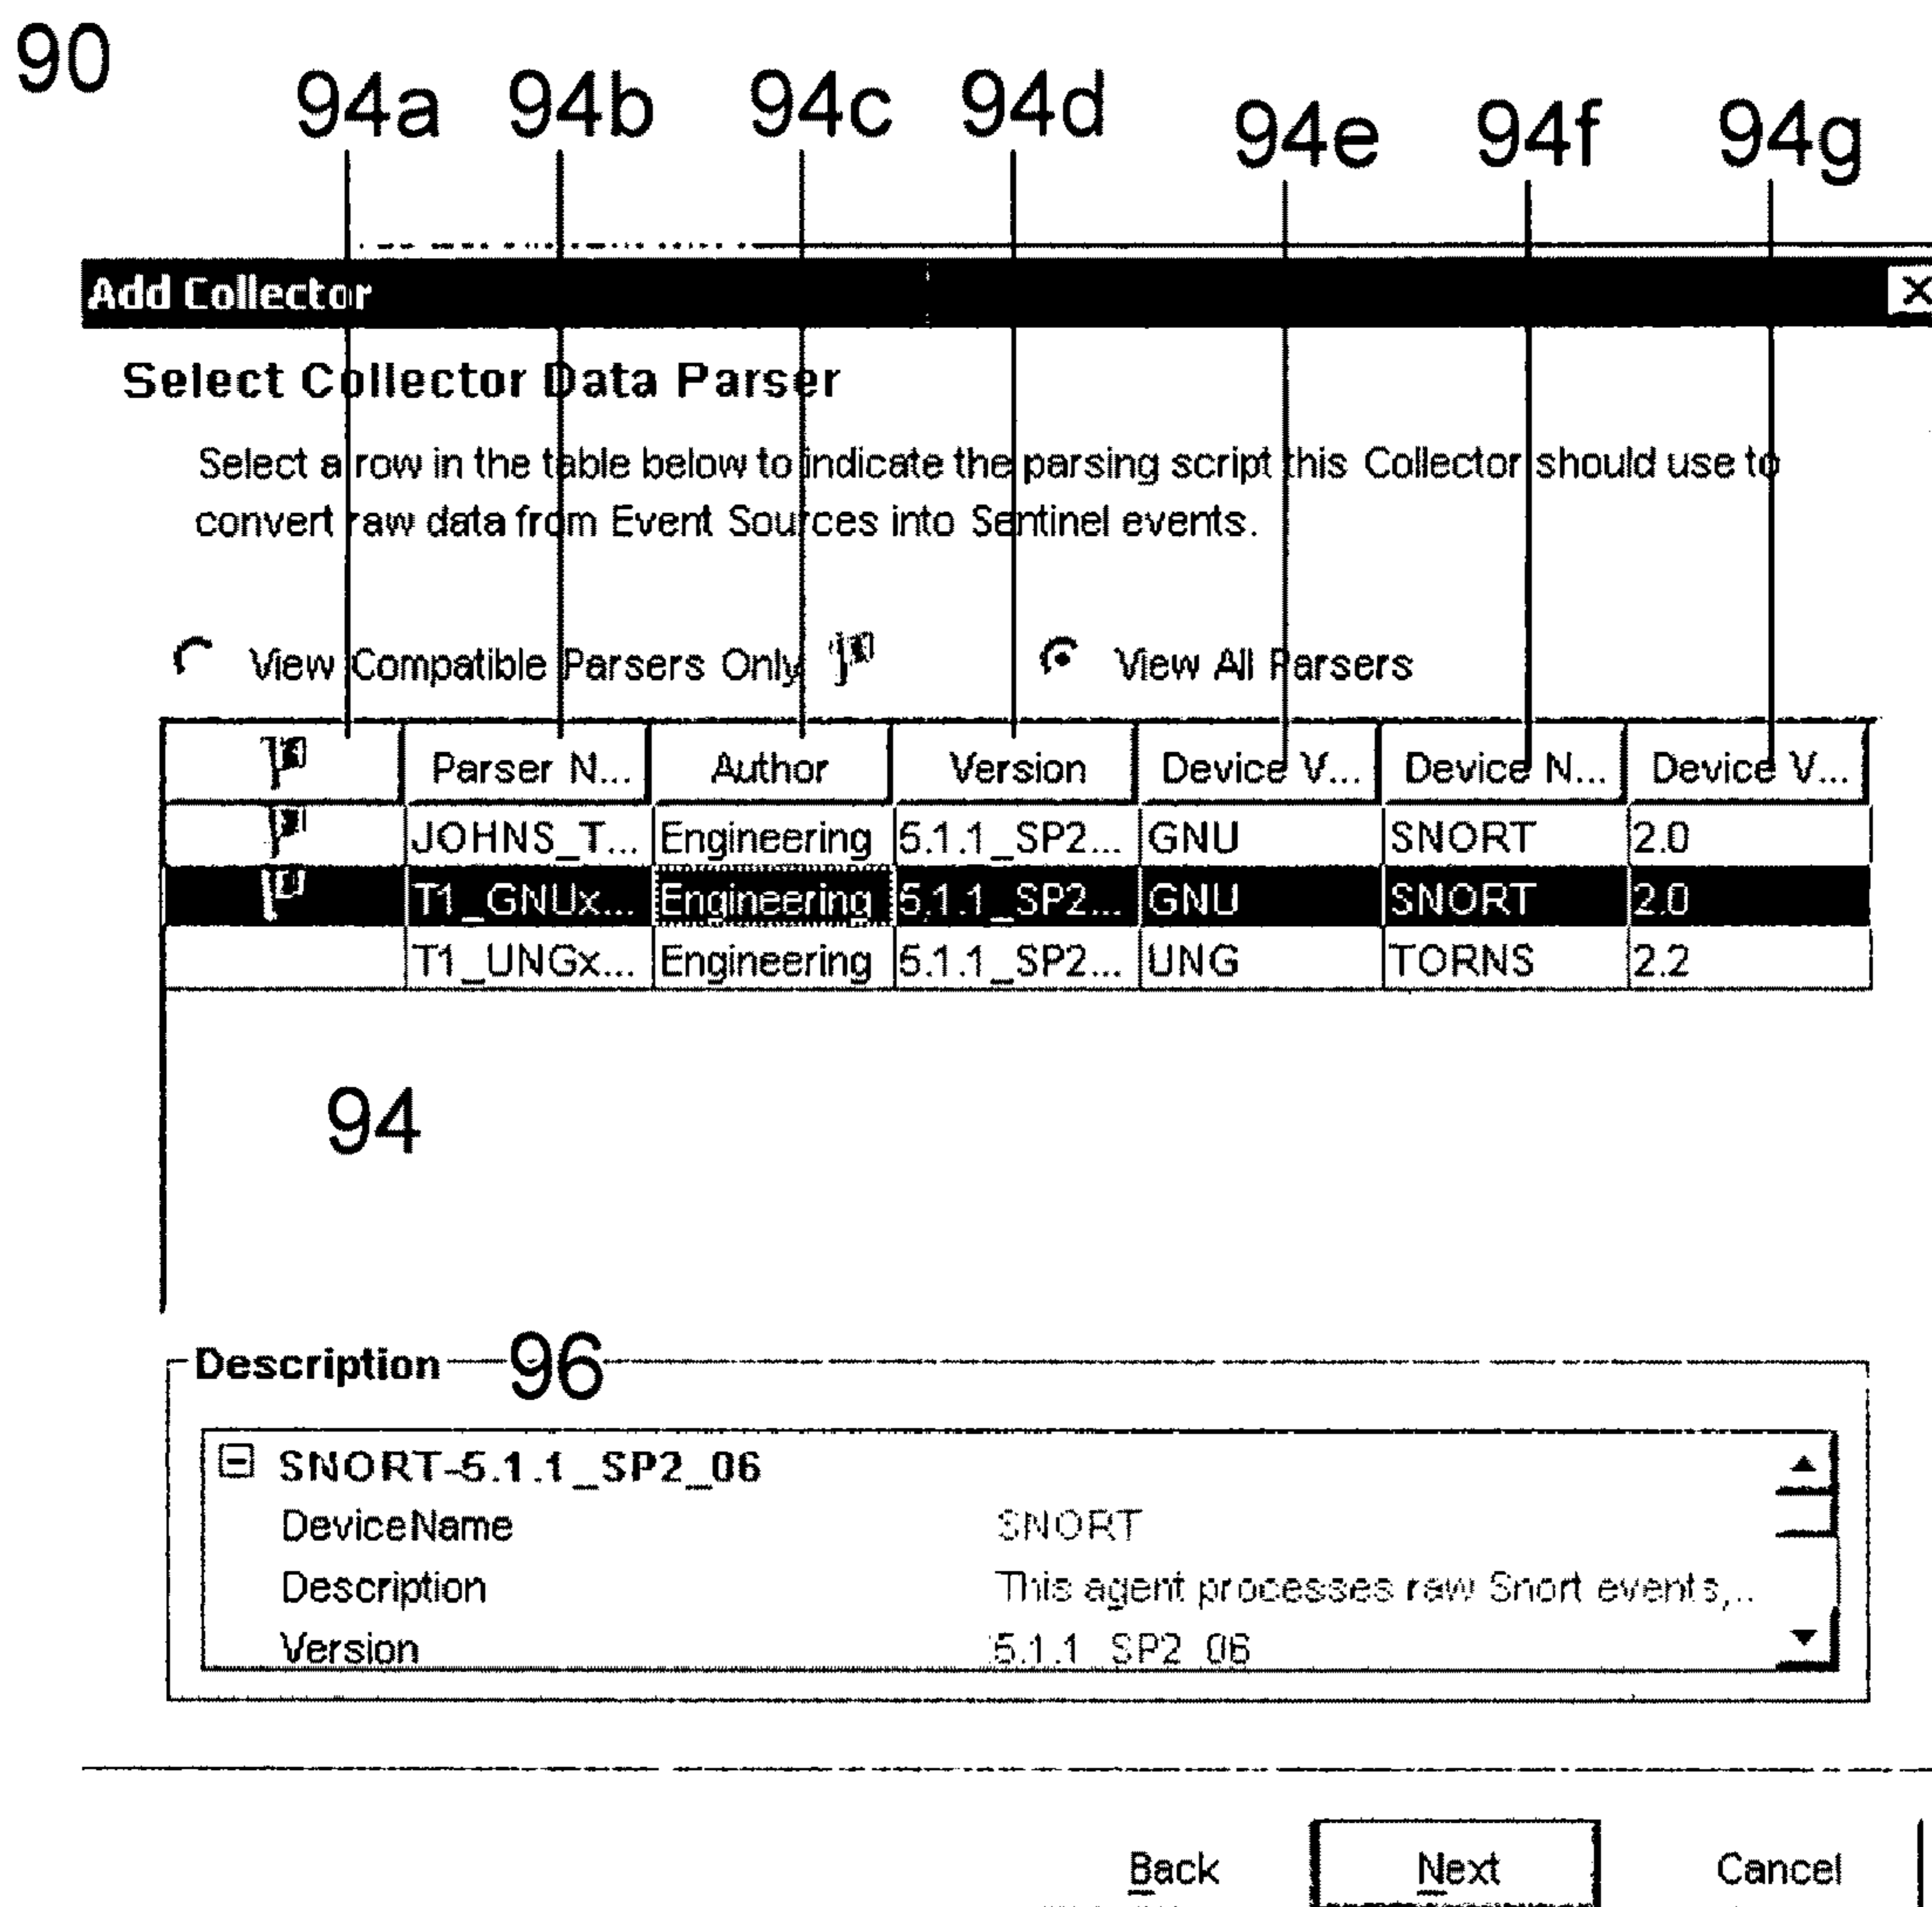 90
94a 94b 94c 94d 94e 94f 94g
Add Collector
Select Collector Data Parser
Select a row in the table below to indicate the parsing script this Collector should use to
convert raw data from Event Sources into Sentinel events.
View Compatible Parsers Only View All Parsers
Parser N... Author Version Device V... Device N... Device V...
JOHNS_T... Engineering 5.1.1_SP2... GNU SNORT 2.0
T1_GNUx... Engineering 5.1.1_SP2... GNU SNORT 2.0
T1_UNGx... Engineering 5.1.1_SP2... UNG TORNS 2.2
94
Description 96
SNORT-5.1.1_SP2_06
DeviceName SNORT
Description This agent processes raw Snort events,..
Version 5.1.1_SP2_06
Back Next Cancel